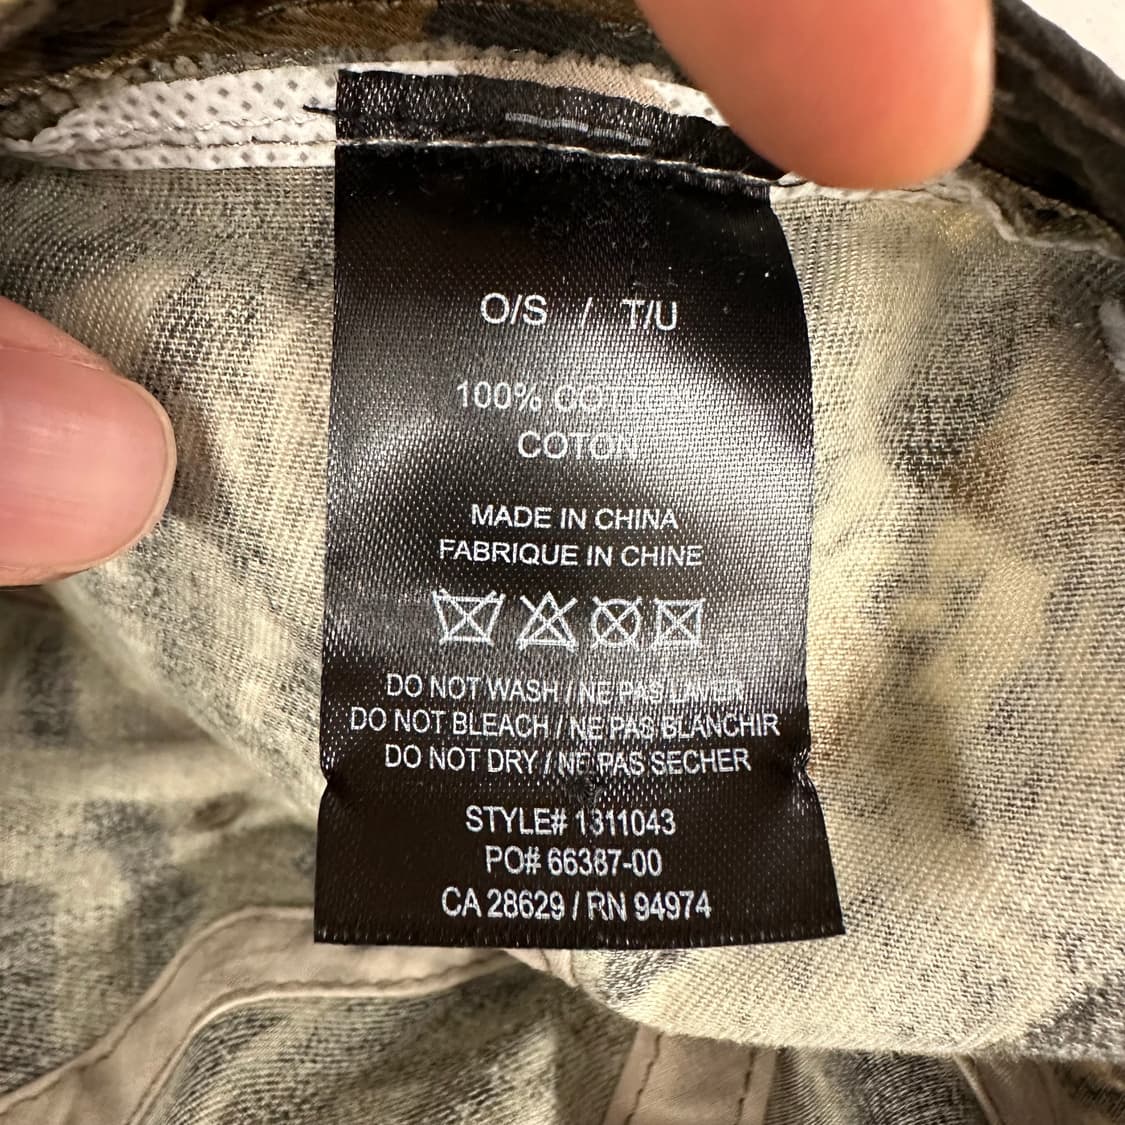 O/S / T/U
100% COTTON
COTON
MADE IN CHINA
FABRIQUE IN CHINE
DO NOT WASH / NE PAS LAVER
DO NOT BLEACH / NE PAS BLANCHIR
DO NOT DRY / NE PAS SECHER
STYLE# 1311043
PO# 66387-00
CA 28629 / RN 94974